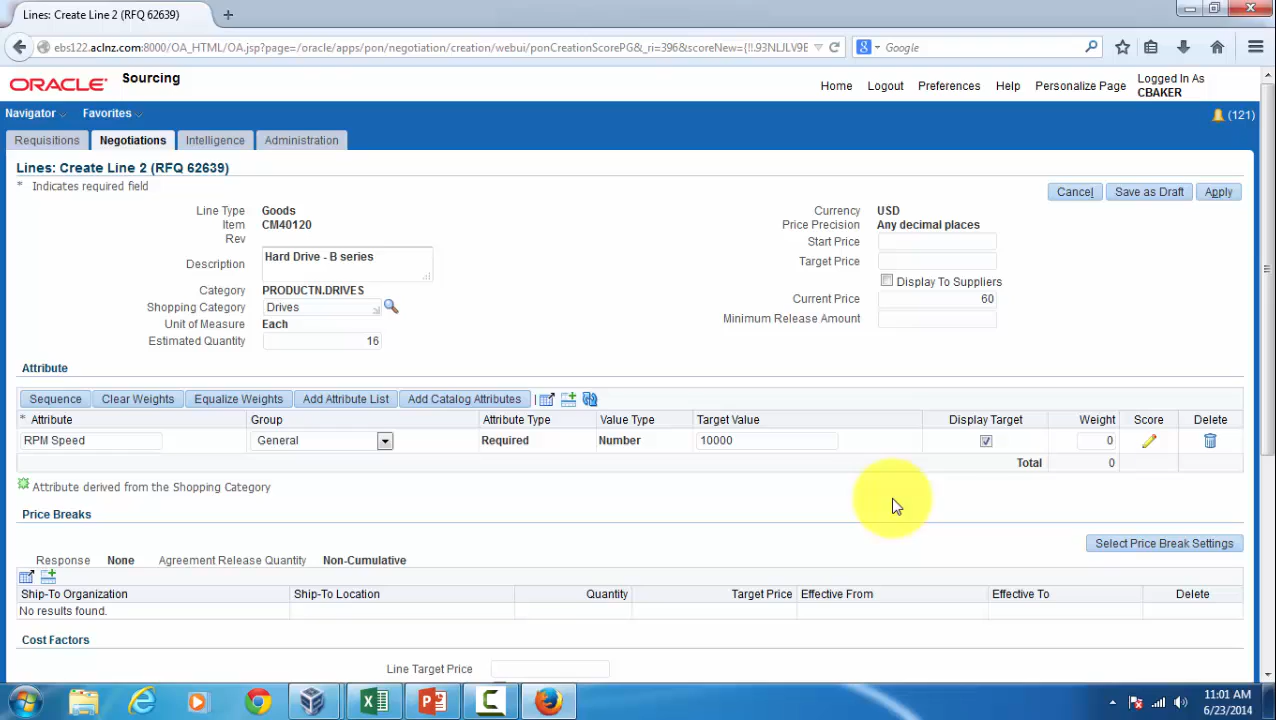 Lines: Create Line 2 (RFQ 62639)
ebs122.aclnz.com:8000/OA_HTML/OA.jsp?page=/oracle/apps/pon/negotiation/creation/webui/ponCreationScorePG&_ri=396&scoreNew={!!.93NLJLV9E
Google
ORACLE Sourcing
Home Logout Preferences Help Personalize Page
Logged In As
CBAKER
Navigator Favorites
(121)
Requisitions Negotiations Intelligence Administration
Lines: Create Line 2 (RFQ 62639)
* Indicates required field
Cancel Save as Draft Apply
Line Type Goods
Item CM40120
Rev
Description Hard Drive - B series
Category PRODUCTN.DRIVES
Shopping Category Drives
Unit of Measure Each
Estimated Quantity 16
Currency USD
Price Precision Any decimal places
Start Price
Target Price
Display To Suppliers
Current Price 60
Minimum Release Amount
Attribute
Sequence Clear Weights Equalize Weights Add Attribute List Add Catalog Attributes
* Attribute Group Attribute Type Value Type Target Value Display Target Weight Score Delete
RPM Speed General Required Number 10000 0
Total 0
Attribute derived from the Shopping Category
Price Breaks
Select Price Break Settings
Response None Agreement Release Quantity Non-Cumulative
Ship-To Organization Ship-To Location Quantity Target Price Effective From Effective To Delete
No results found.
Cost Factors
Line Target Price
11:01 AM
6/23/2014